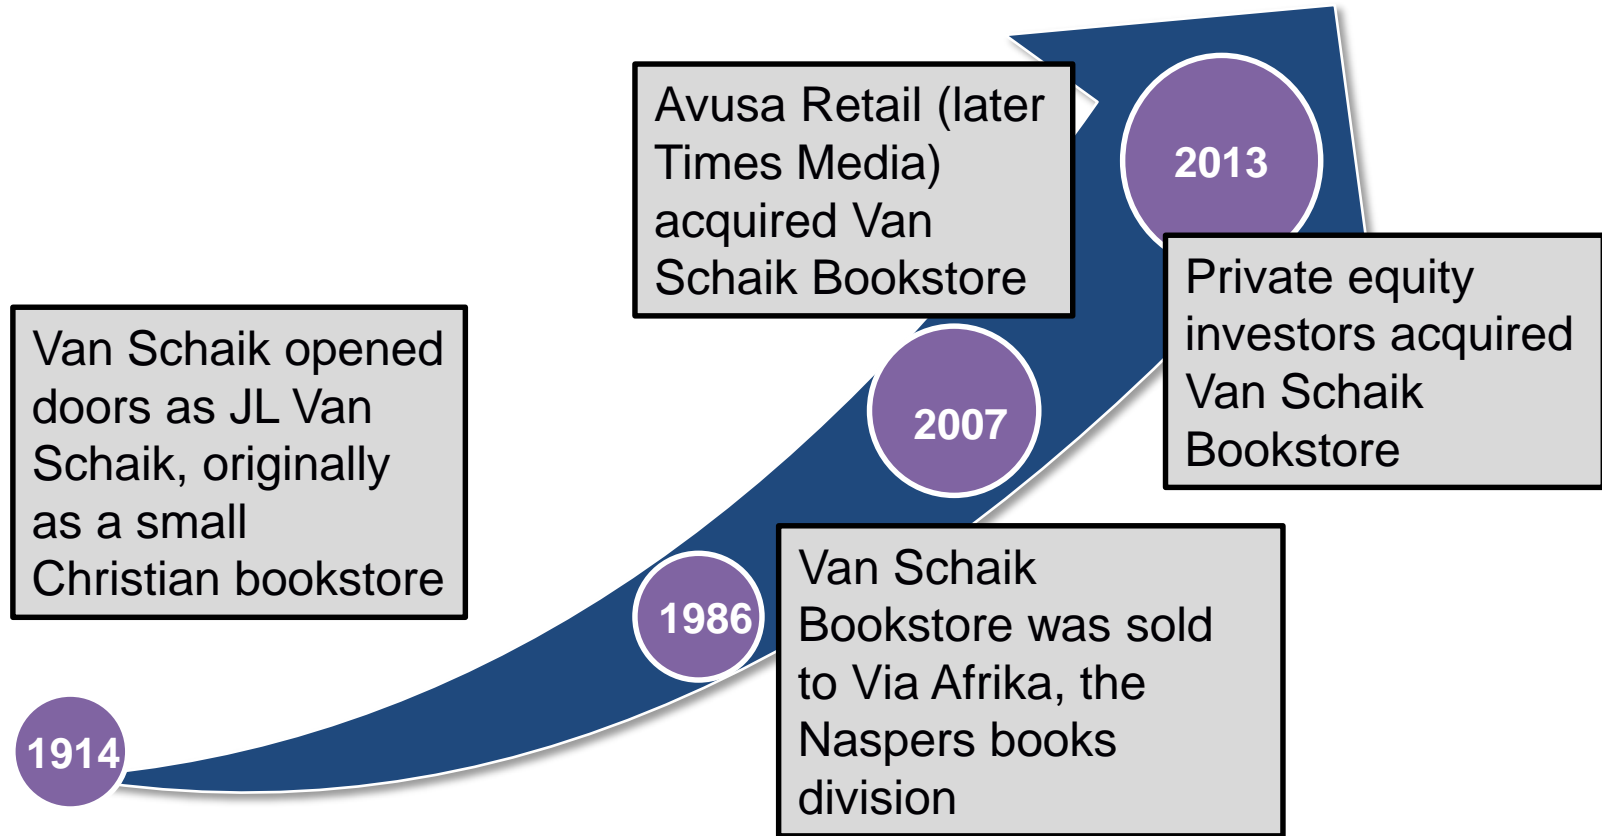 1914
Van Schaik opened
doors as JL Van
Schaik, originally
as a small
Christian bookstore
1986
Van Schaik
Bookstore was sold
to Via Afrika, the
Naspers books
division
2007
Avusa Retail (later
Times Media)
acquired Van
Schaik Bookstore
2013
Private equity
investors acquired
Van Schaik
Bookstore